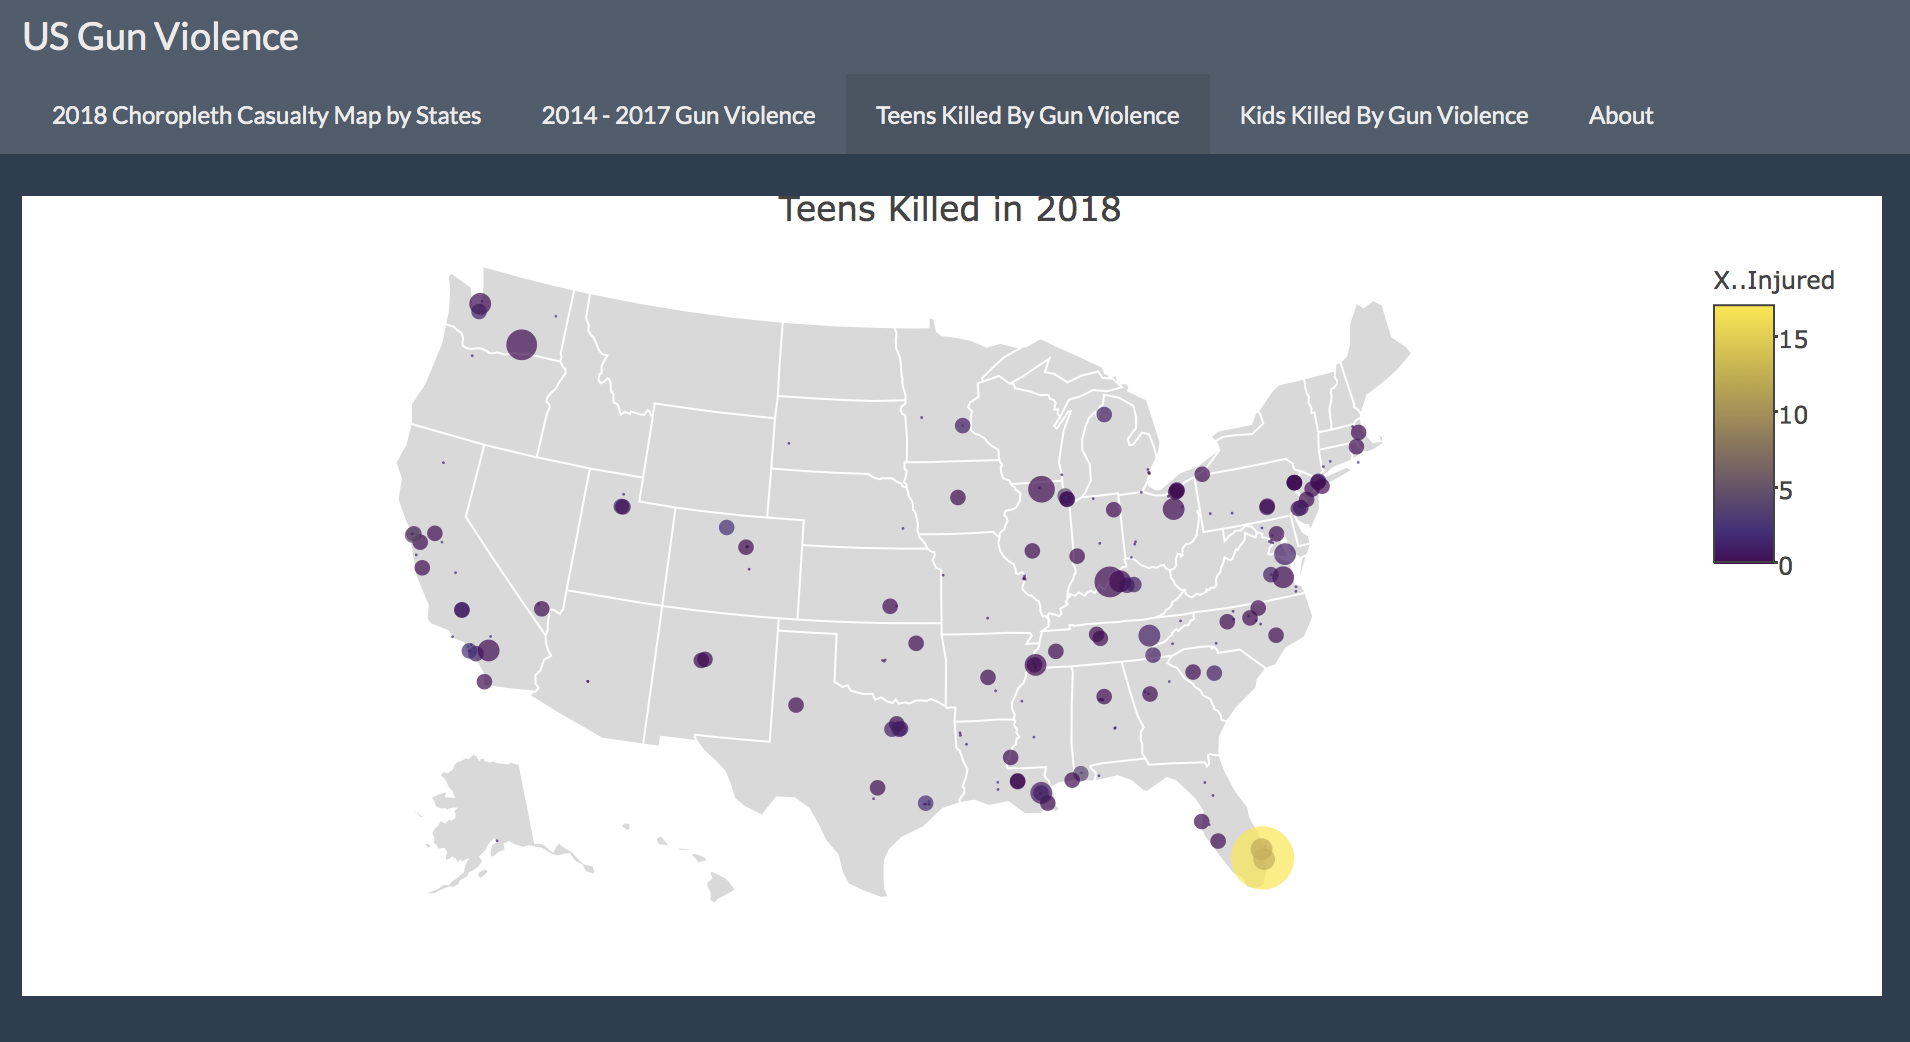 US Gun Violence
2018 Choropleth Casualty Map by States
2014 - 2017 Gun Violence
Teens Killed By Gun Violence
Kids Killed By Gun Violence
About
Teens Killed in 2018
X..Injured
15
10
5
0